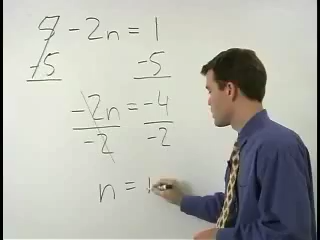 5 - 2n = 1
-5 -5
-2n = -4
-2 -2
n =